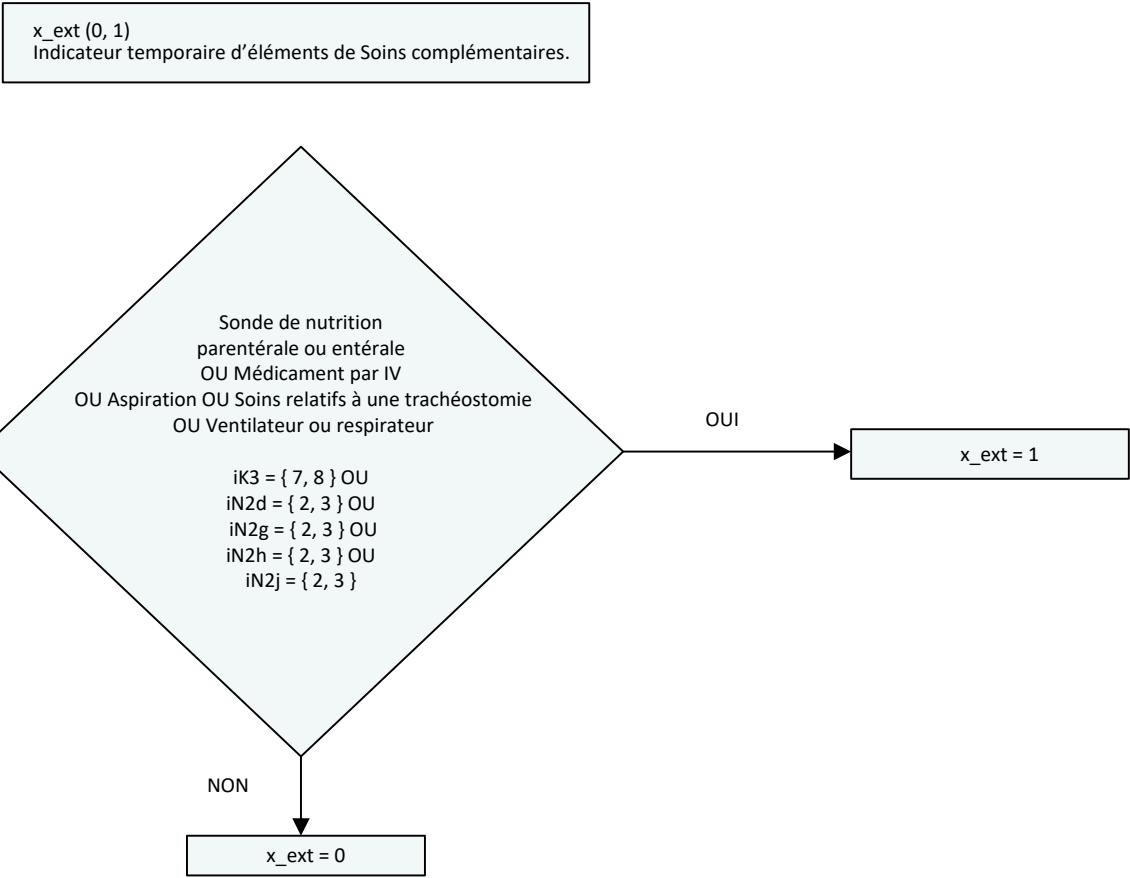 x_ext (0, 1)
Indicateur temporaire d’éléments de Soins complémentaires.
Sonde de nutrition
parentérale ou entérale
OU Médicament par IV
OU Aspiration OU Soins relatifs à une trachéostomie
OU Ventilateur ou respirateur
iK3 = { 7, 8 } OU
iN2d = { 2, 3 } OU
iN2g = { 2, 3 } OU
iN2h = { 2, 3 } OU
iN2j = { 2, 3 }
OUI
x_ext = 1
NON
x_ext = 0